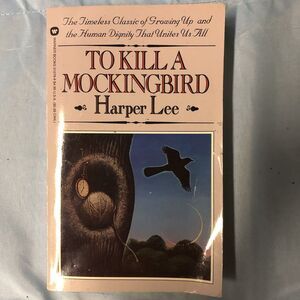 The Timeless Classic of Growing Up and
the Human Dignity That Unites Us All
TO KILL A
MOCKINGBIRD
Harper Lee